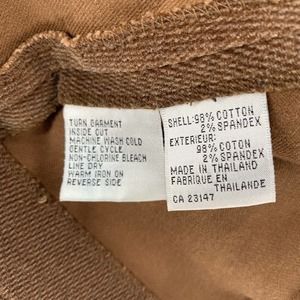 TURN GARMENT
INSIDE OUT
MACHINE WASH COLD
GENTLE CYCLE
NON-CHLORINE BLEACH
LINE DRY
WARM IRON ON
REVERSE SIDE
SHELL:98% COTTON
2% SPANDEX
EXTERIEUR:
98% COTON
2% SPANDEX
MADE IN THAILAND
FABRIQUE EN
THAILANDE
CA 23147